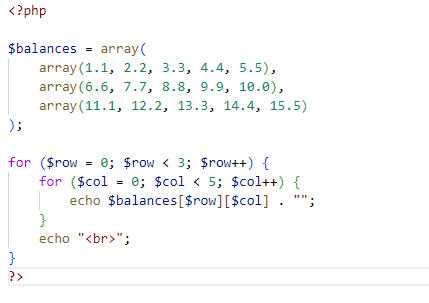 <?php
$balances = array(
array(1.1, 2.2, 3.3, 4.4, 5.5),
array(6.6, 7.7, 8.8, 9.9, 10.0),
array(11.1, 12.2, 13.3, 14.4, 15.5)
);
for ($row = 0; $row < 3; $row++) {
for ($col = 0; $col < 5; $col++) {
echo $balances[$row][$col] . "";
}
echo "<br>";
}
?>